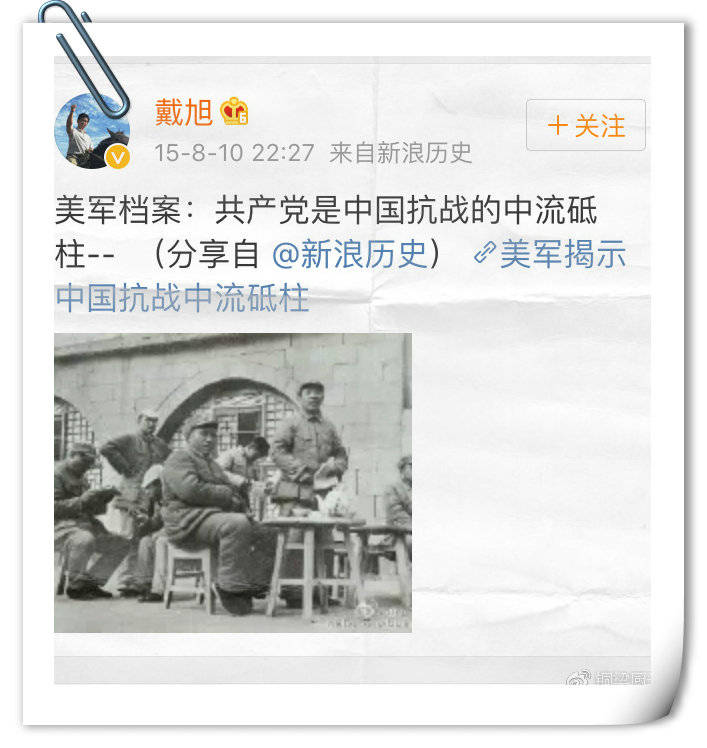 戴旭
+关注
15-8-10 22:27 来自新浪历史
美军档案：共产党是中国抗战的中流砥
柱-- （分享自 @新浪历史） 美军揭示
中国抗战中流砥柱